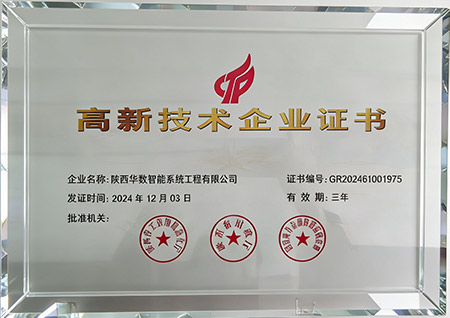 高新技术企业证书
企业名称: 陕西华数智能系统工程有限公司 证书编号: GR202461001975
发证时间: 2024 年 12 月 03 日 有 效 期: 三年
批准机关: